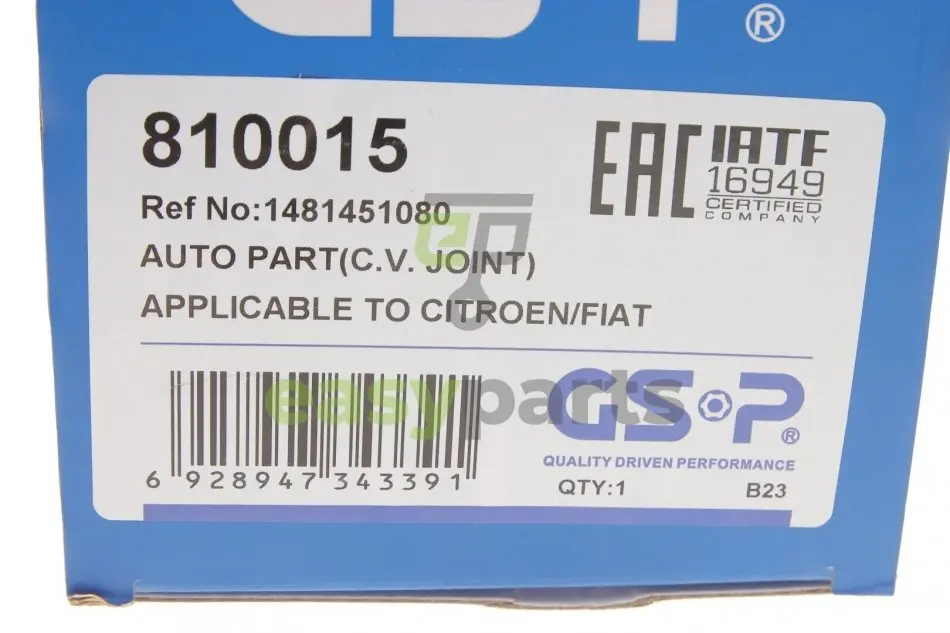 GSP®
810015
EAC
IATF
16949
CERTIFIED
COMPANY
Ref No:1481451080
AUTO PART(C.V. JOINT)
APPLICABLE TO CITROEN/FIAT
easyparts
GSP®
QUALITY DRIVEN PERFORMANCE
6 928947 343391
QTY:1
B23